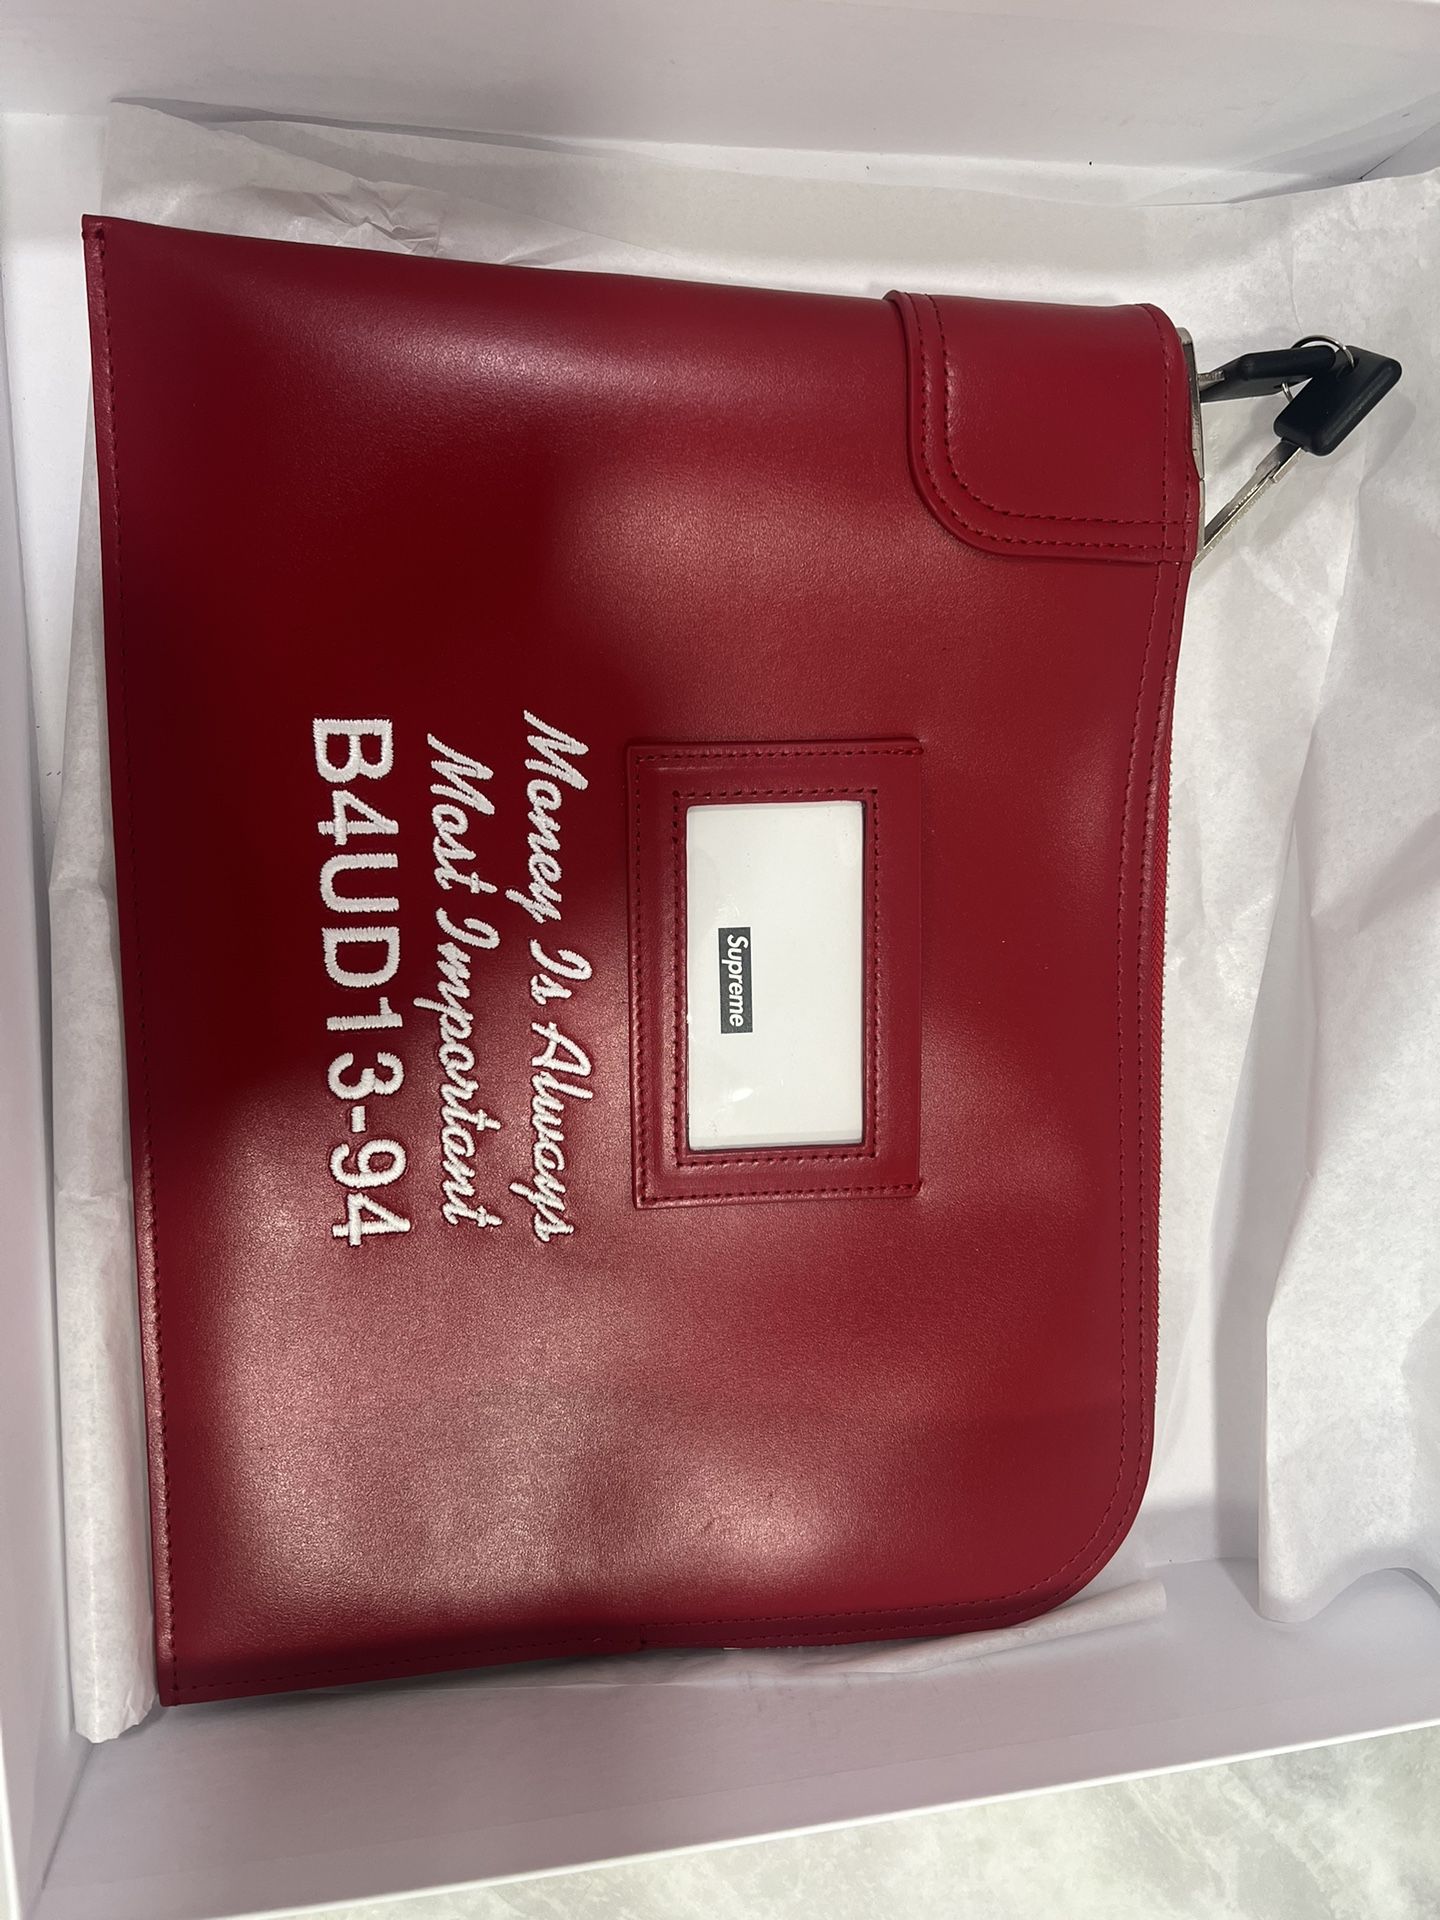 Supreme
Money Is Always
Most Important
B4UD13-94